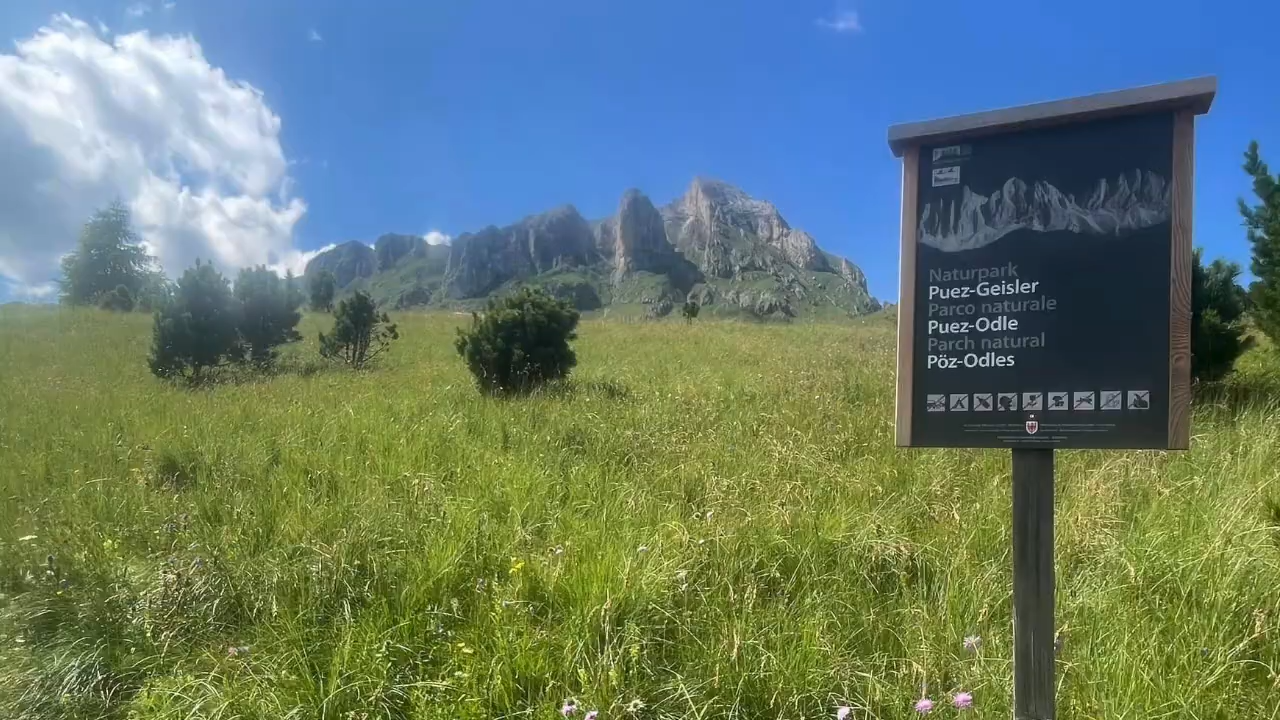 Naturpark
Puez-Geisler
Parco naturale
Puez-Odle
Parch natural
Pöz-Odles